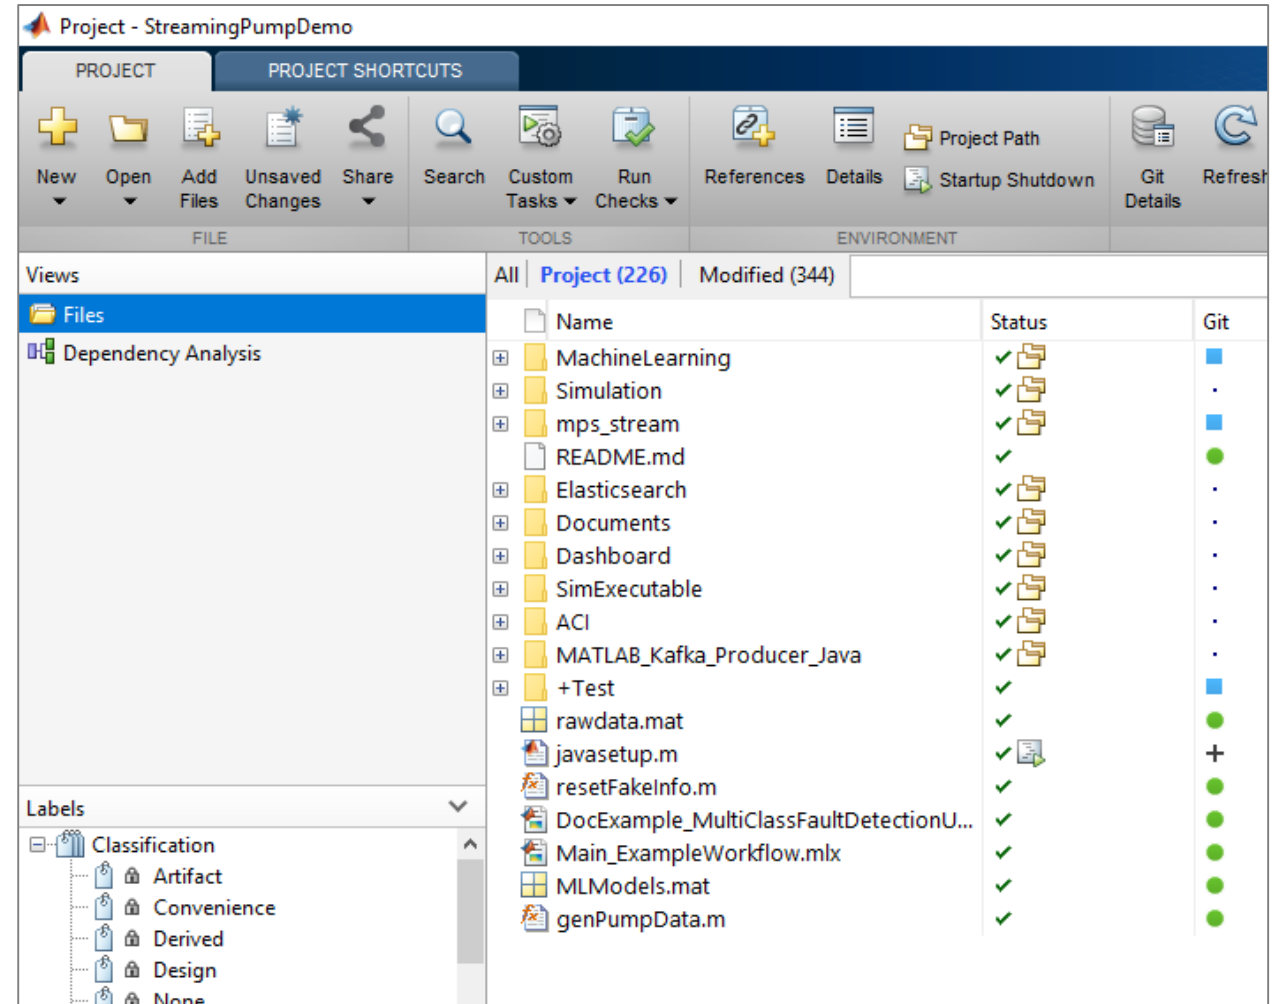 Project - StreamingPumpDemo
PROJECT PROJECT SHORTCUTS
New Open Add Files Unsaved Changes Share Search Custom Tasks Run Checks References Details Project Path Startup Shutdown Git Details Refresh
FILE TOOLS ENVIRONMENT
Views
Files
Dependency Analysis
All Project (226) Modified (344)
Name Status Git
MachineLearning
Simulation
mps_stream
README.md
Elasticsearch
Documents
Dashboard
SimExecutable
ACI
MATLAB_Kafka_Producer_Java
+Test
rawdata.mat
javasetup.m
resetFakeInfo.m
DocExample_MultiClassFaultDetectionU...
Main_ExampleWorkflow.mlx
MLModels.mat
genPumpData.m
Labels
Classification
Artifact
Convenience
Derived
Design
None